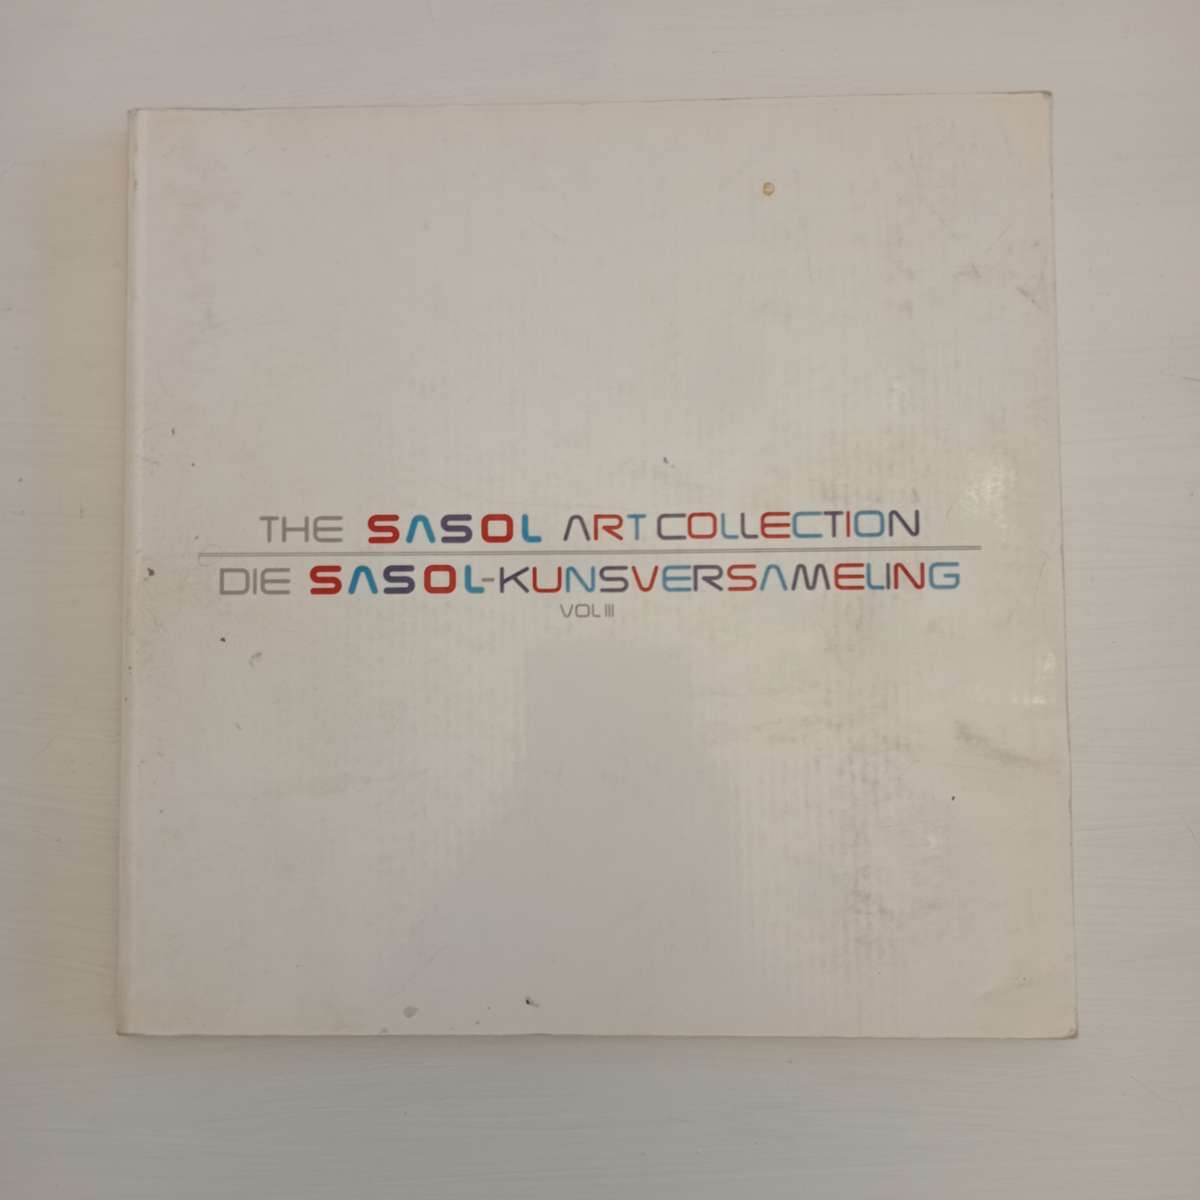 THE SASOL ART COLLECTION
DIE SASOL-KUNSVERSAMELING
VOL III